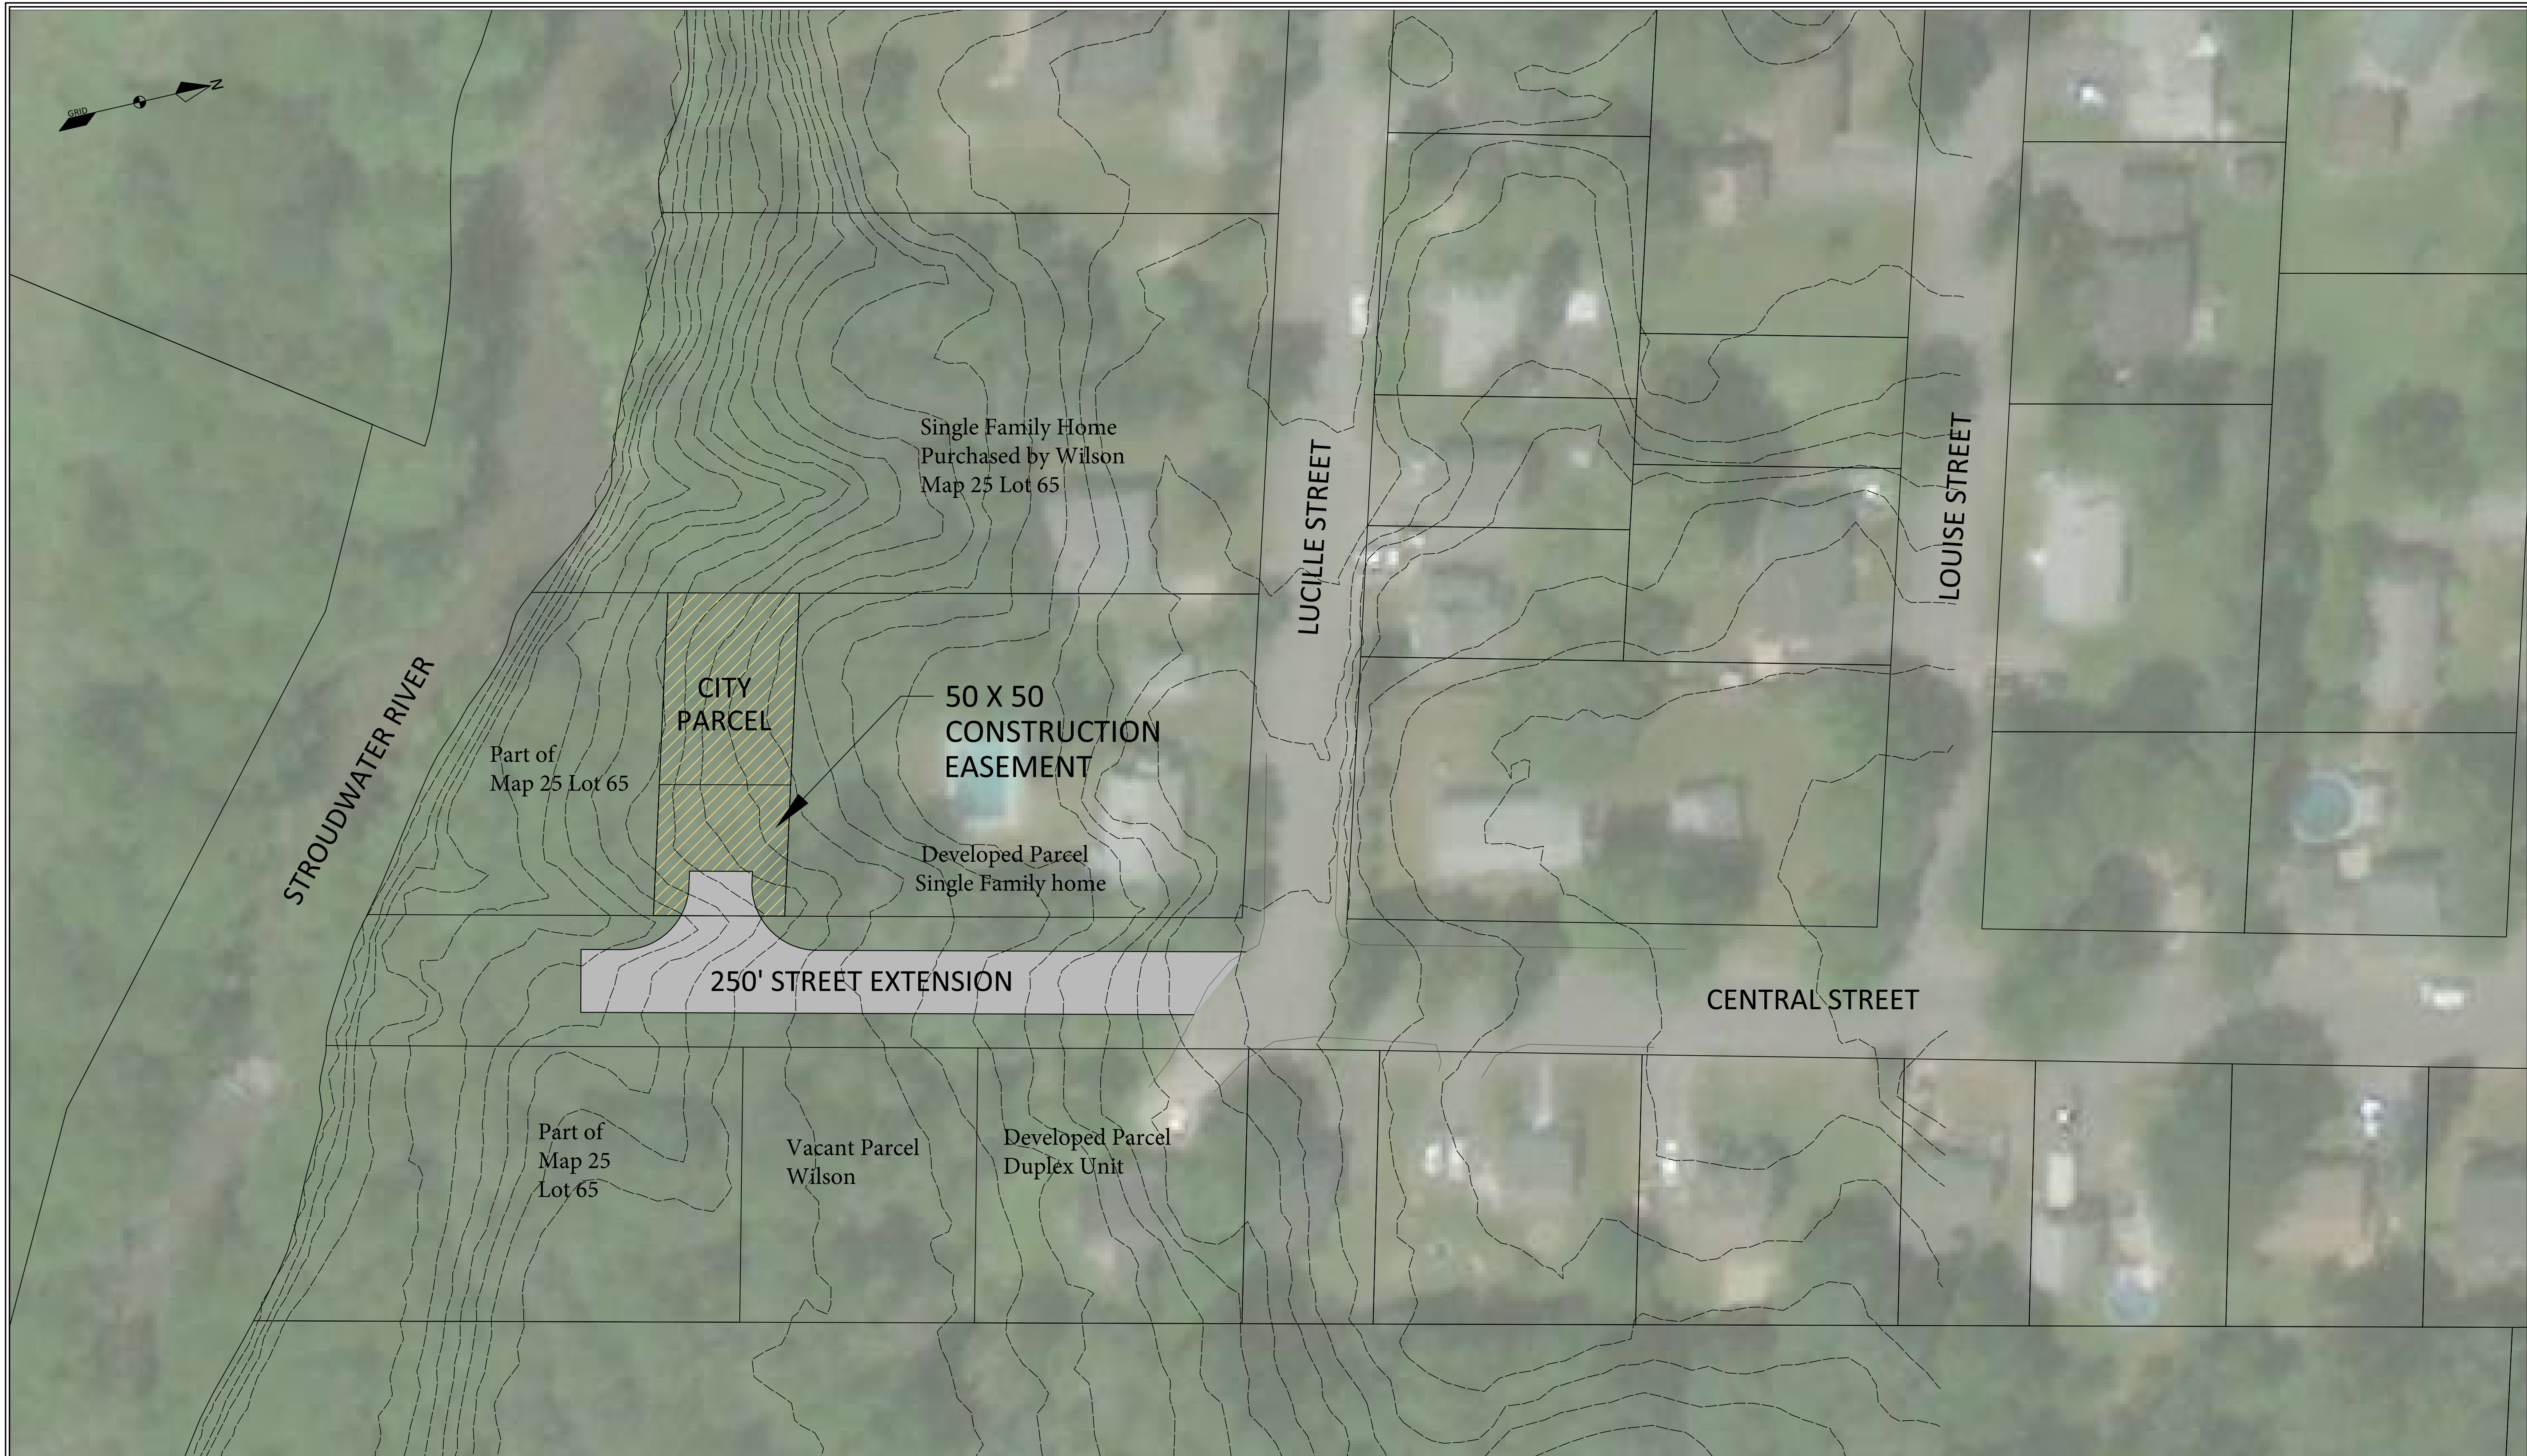 N
GRID
Single Family Home
Purchased by Wilson
Map 25 Lot 65
LUCILLE STREET
LOUISE STREET
STROUDWATER RIVER
CITY
PARCEL
50 X 50
CONSTRUCTION
EASEMENT
Part of
Map 25 Lot 65
Developed Parcel
Single Family home
250' STREET EXTENSION
CENTRAL STREET
Part of
Map 25
Lot 65
Vacant Parcel
Wilson
Developed Parcel
Duplex Unit